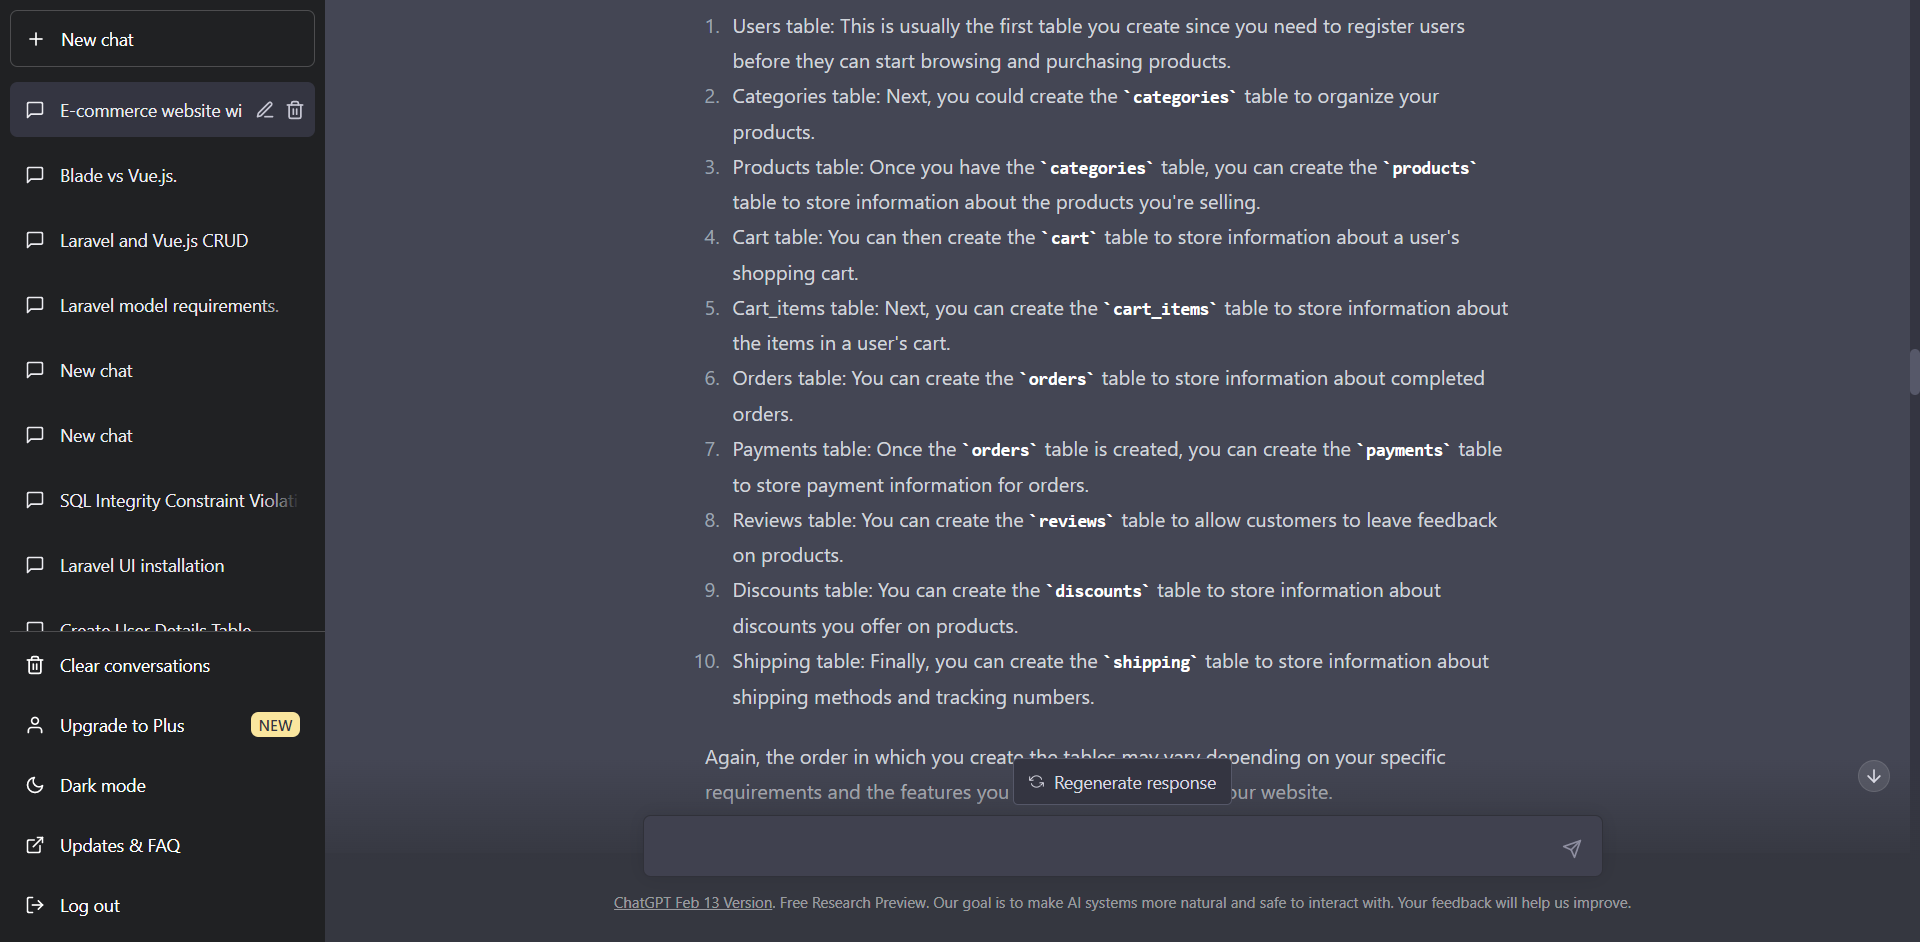 New chat
E-commerce website wi
Blade vs Vue.js.
Laravel and Vue.js CRUD
Laravel model requirements.
New chat
New chat
SQL Integrity Constraint Violati
Laravel UI installation
Create User Details Table
Clear conversations
Upgrade to Plus NEW
Dark mode
Updates & FAQ
Log out
1. Users table: This is usually the first table you create since you need to register users
before they can start browsing and purchasing products.
2. Categories table: Next, you could create the `categories` table to organize your
products.
3. Products table: Once you have the `categories` table, you can create the `products`
table to store information about the products you're selling.
4. Cart table: You can then create the `cart` table to store information about a user's
shopping cart.
5. Cart_items table: Next, you can create the `cart_items` table to store information about
the items in a user's cart.
6. Orders table: You can create the `orders` table to store information about completed
orders.
7. Payments table: Once the `orders` table is created, you can create the `payments` table
to store payment information for orders.
8. Reviews table: You can create the `reviews` table to allow customers to leave feedback
on products.
9. Discounts table: You can create the `discounts` table to store information about
discounts you offer on products.
10. Shipping table: Finally, you can create the `shipping` table to store information about
shipping methods and tracking numbers.
Again, the order in which you create the tables may vary depending on your specific
requirements and the features you our website.
Regenerate response
ChatGPT Feb 13 Version. Free Research Preview. Our goal is to make AI systems more natural and safe to interact with. Your feedback will help us improve.